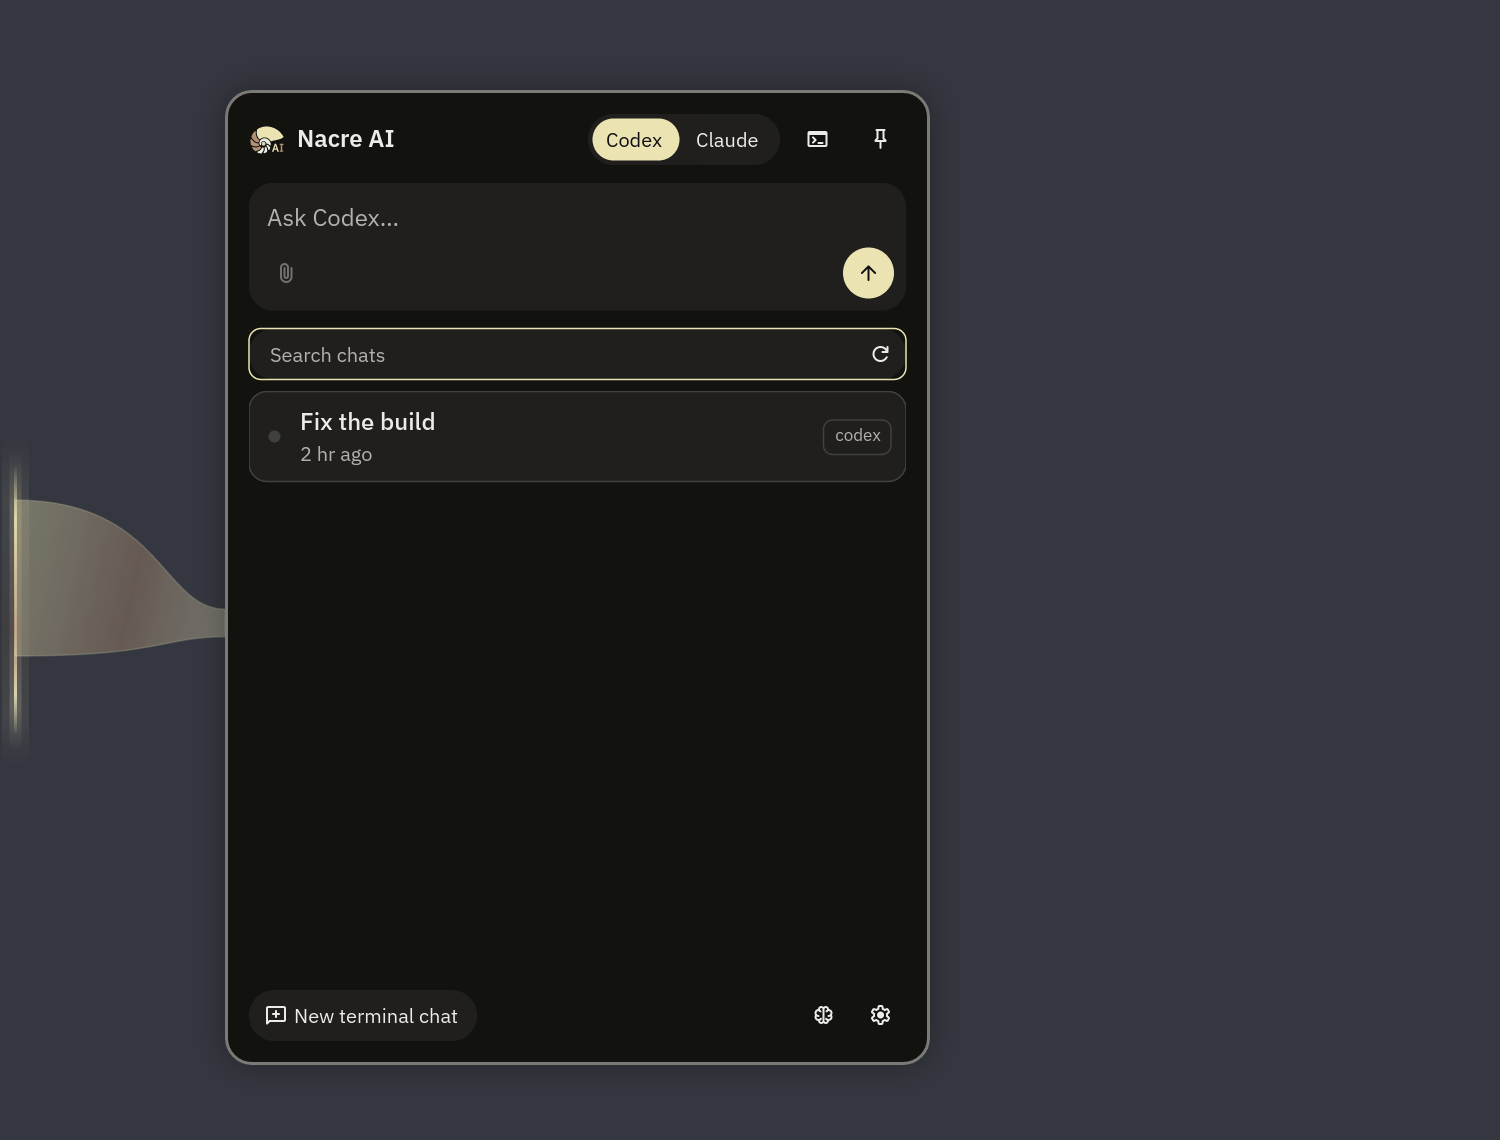 AI
Nacre AI
Codex
Claude
Ask Codex...
Search chats
Fix the build
2 hr ago
codex
New terminal chat